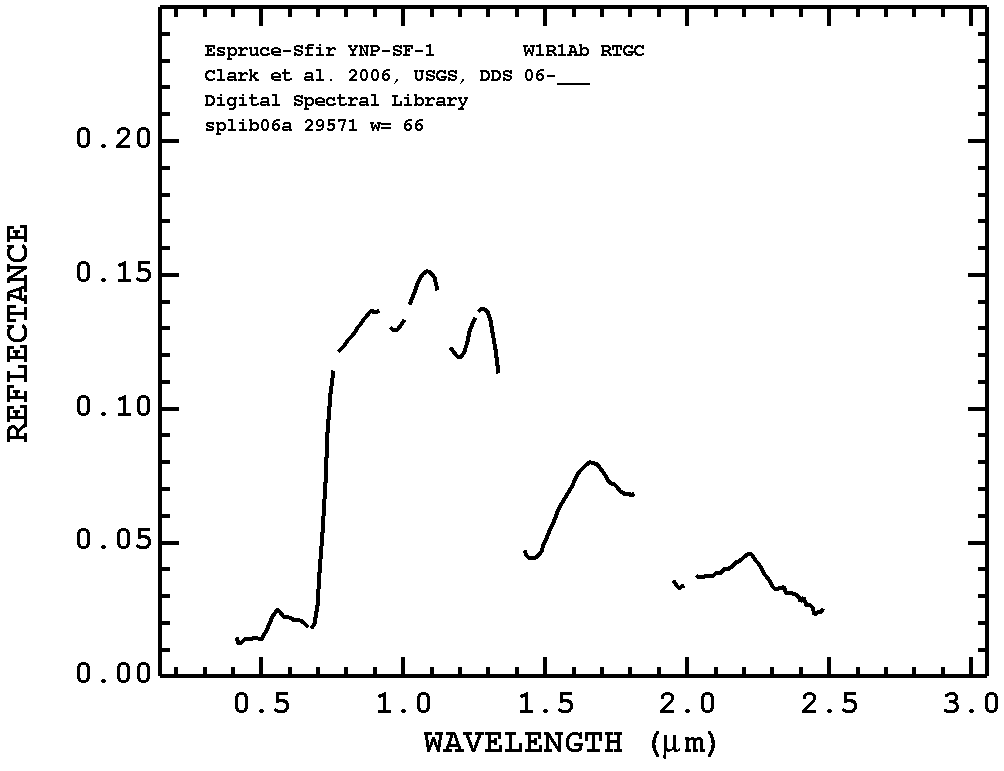 Espruce-Sfir YNP-SF-1 W1R1Ab RTGC
Clark et al. 2006, USGS, DDS 06-___
Digital Spectral Library
splib06a 29571 w= 66
0.20
0.15
0.10
0.05
0.00
REFLECTANCE
0.5 1.0 1.5 2.0 2.5 3.0
WAVELENGTH (μm)